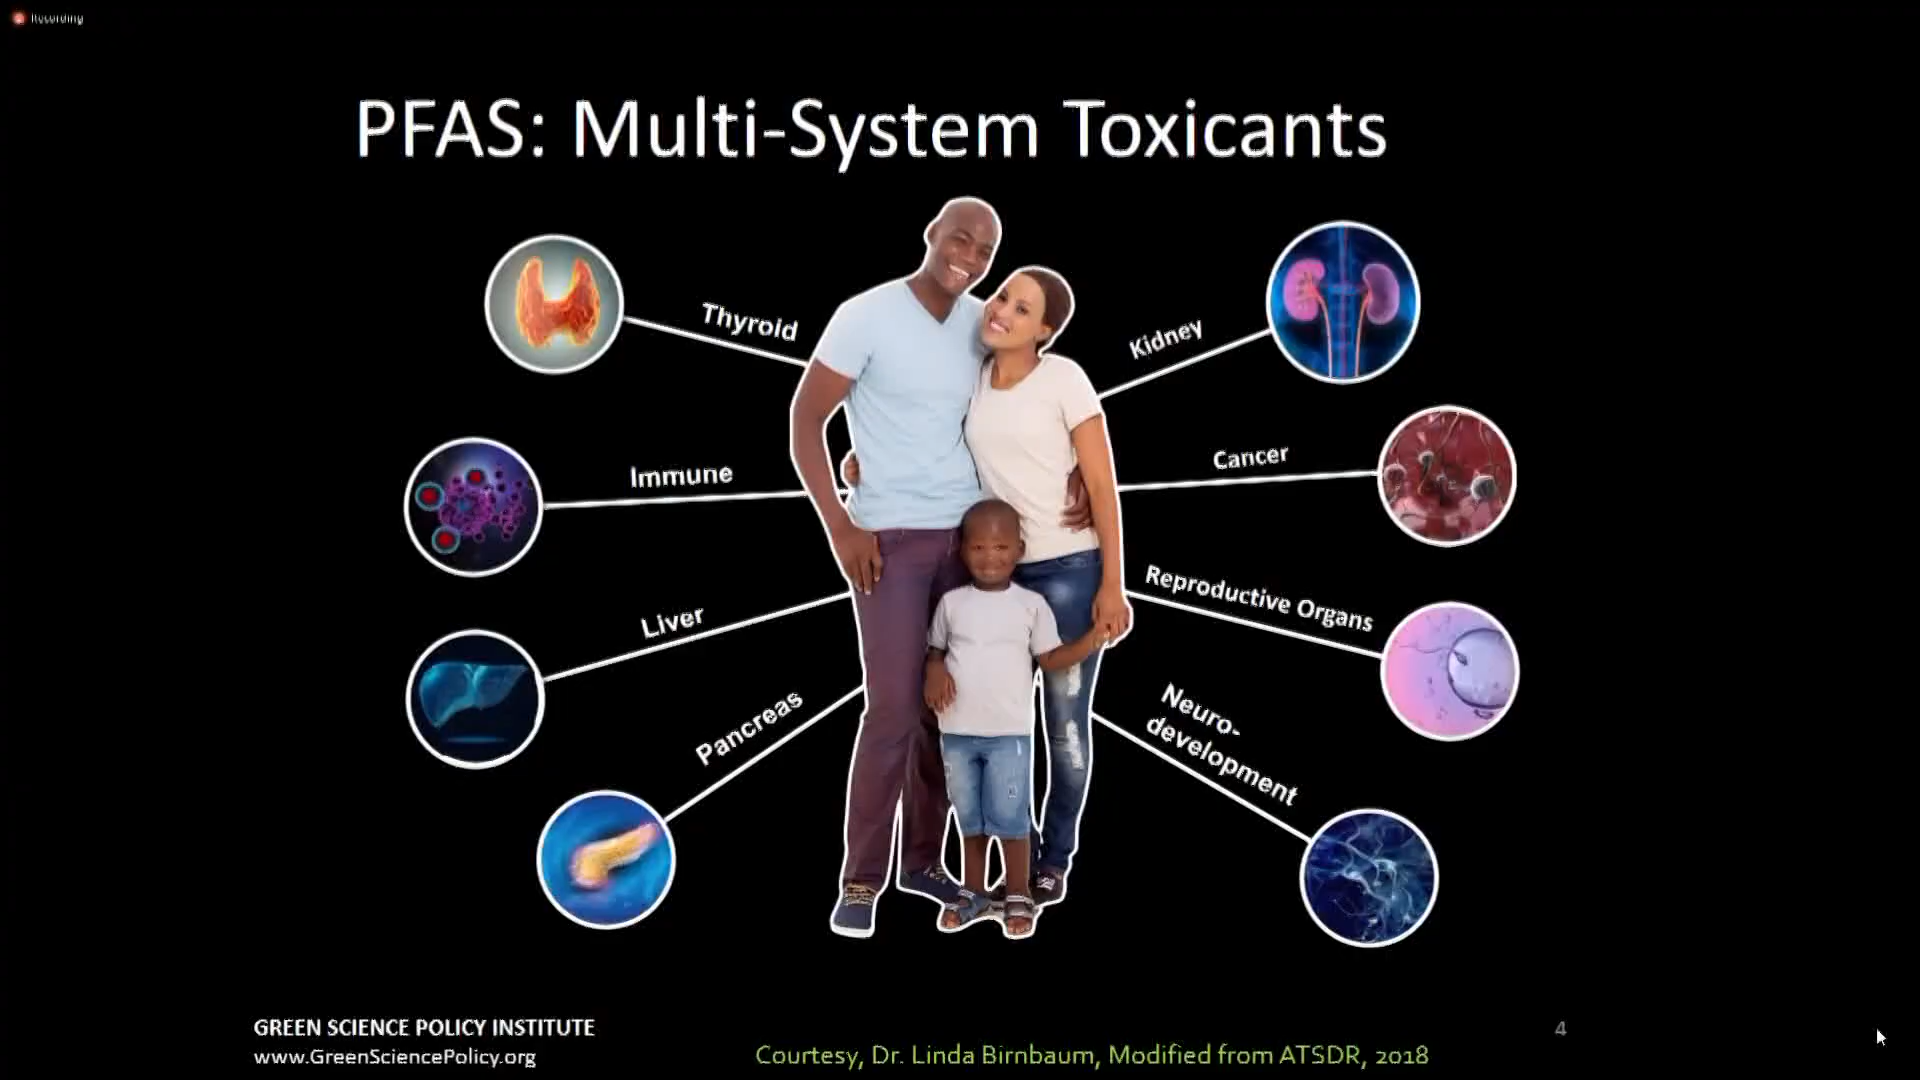 Recording
PFAS: Multi-System Toxicants
Thyroid
Kidney
Immune
Cancer
Liver
Reproductive Organs
Pancreas
Neuro-
development
GREEN SCIENCE POLICY INSTITUTE
www.GreenSciencePolicy.org
4
Courtesy, Dr. Linda Birnbaum, Modified from ATSDR, 2018